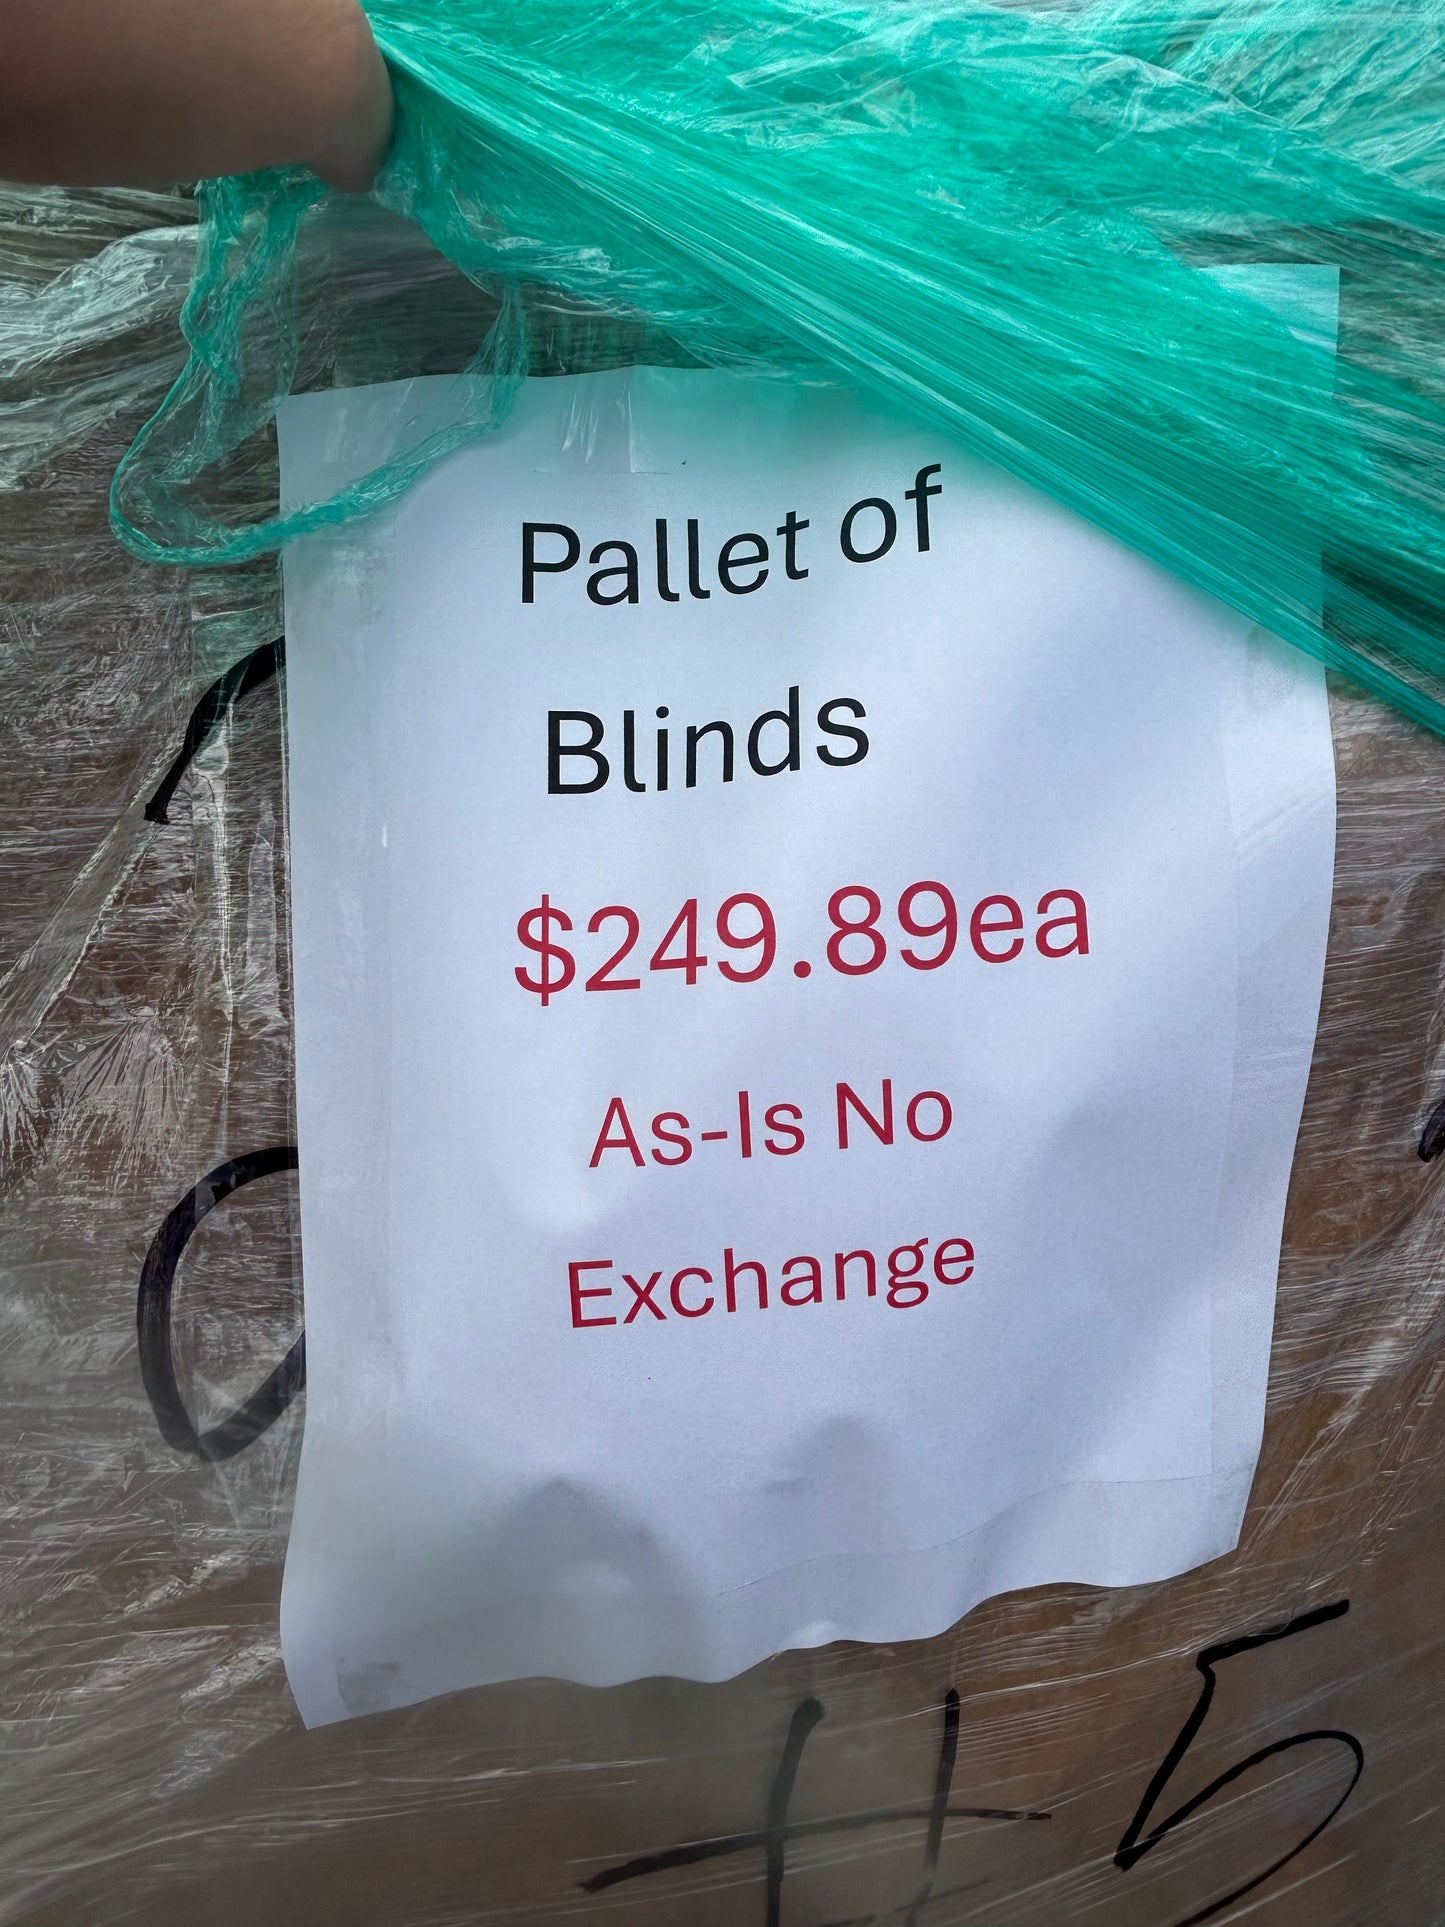 Pallet of
Blinds
$249.89ea
As-Is No
Exchange
#5